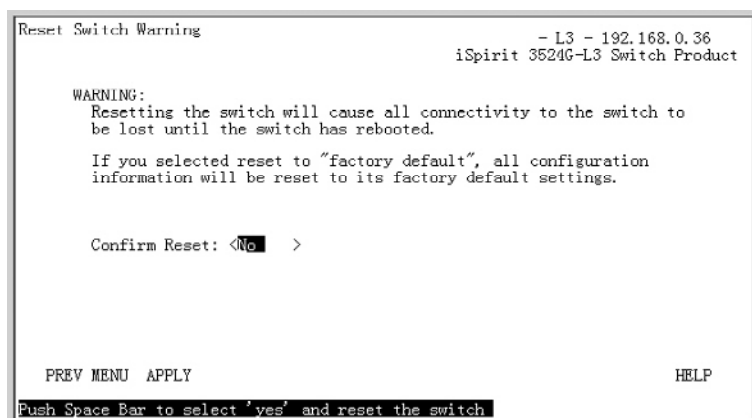 Reset Switch Warning
- L3 - 192.168.0.36
iSpirit 3524G-L3 Switch Product
WARNING:
Resetting the switch will cause all connectivity to the switch to
be lost until the switch has rebooted.
If you selected reset to "factory default", all configuration
information will be reset to its factory default settings.
Confirm Reset: <No >
PREV MENU APPLY HELP
Push Space Bar to select 'yes' and reset the switch